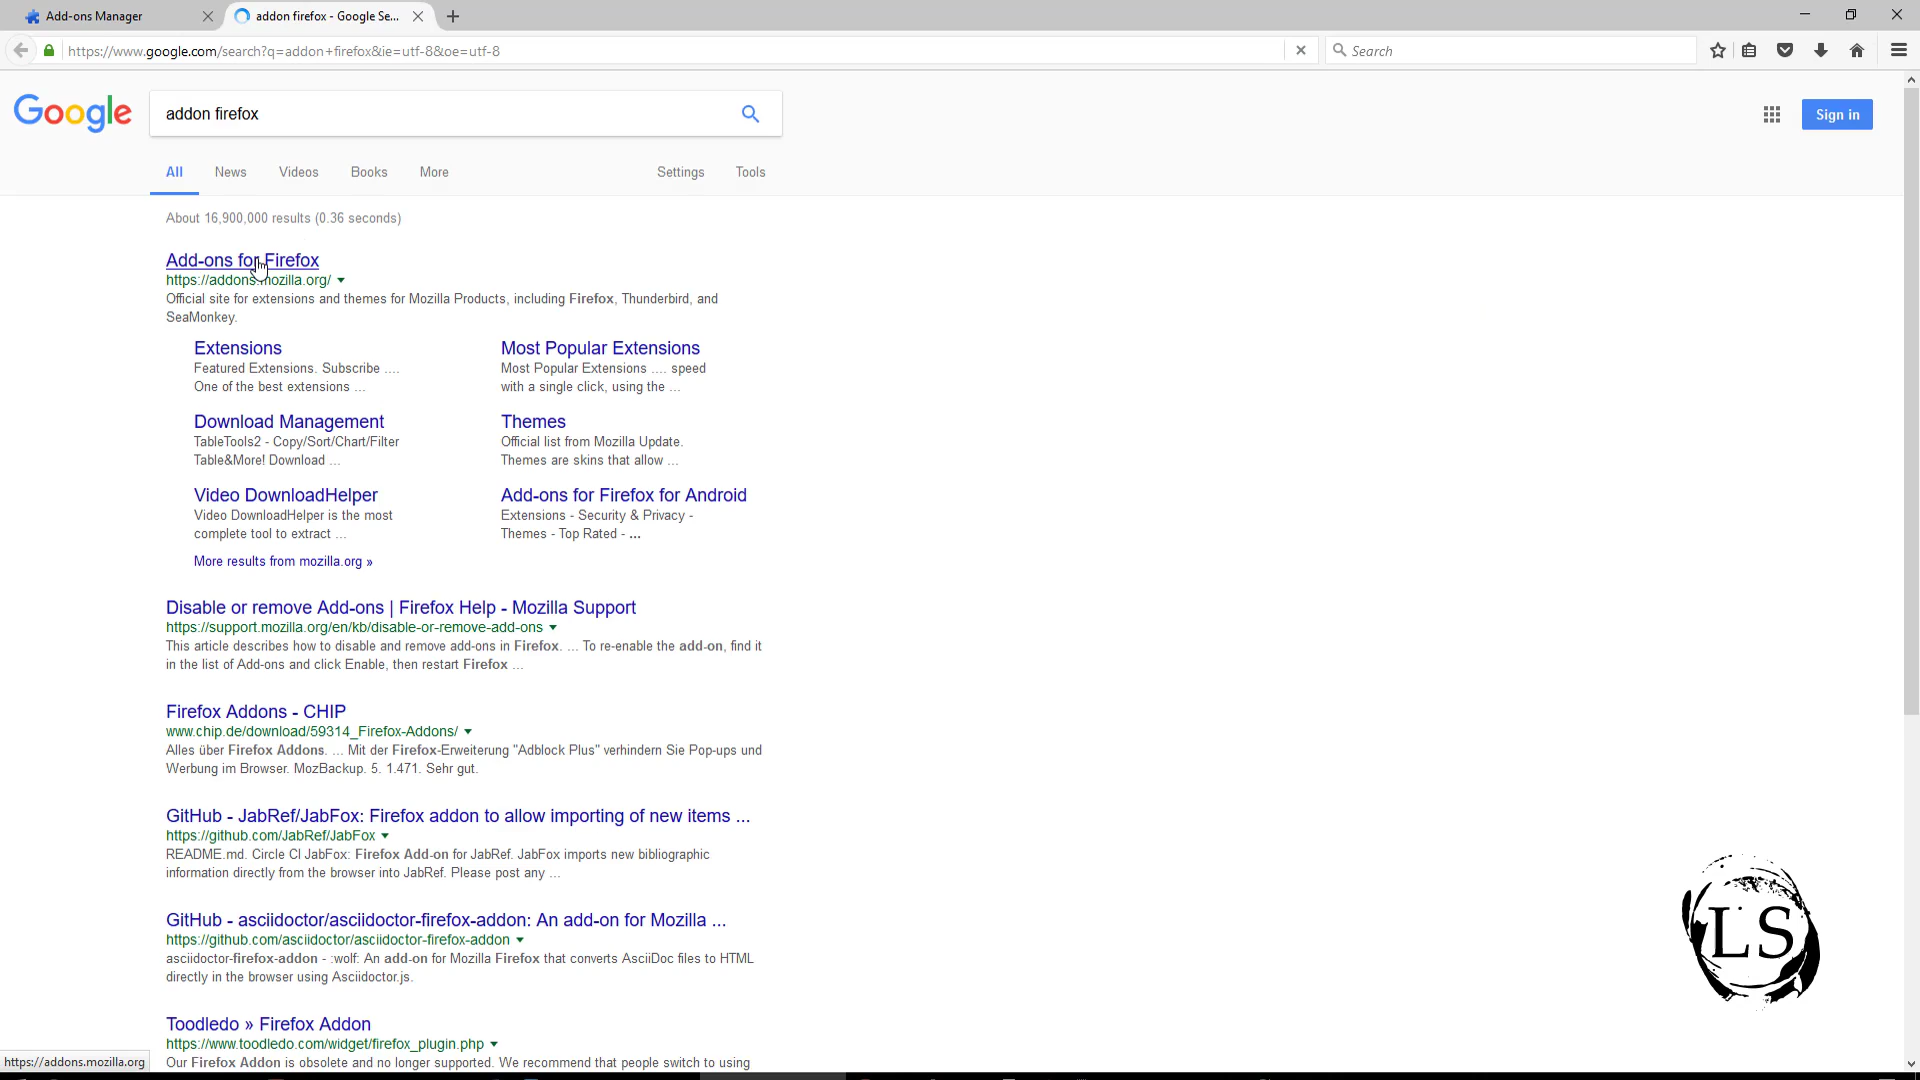 Add-ons Manager
addon firefox - Google Se...
https://www.google.com/search?q=addon+firefox&ie=utf-8&oe=utf-8
Search
Google
addon firefox
Sign in
All News Videos Books More Settings Tools
About 16,900,000 results (0.36 seconds)
Add-ons for Firefox
https://addons.mozilla.org/
Official site for extensions and themes for Mozilla Products, including Firefox, Thunderbird, and
SeaMonkey.
Extensions
Featured Extensions. Subscribe ....
One of the best extensions ...
Most Popular Extensions
Most Popular Extensions .... speed
with a single click, using the ...
Download Management
TableTools2 - Copy/Sort/Chart/Filter
Table&More! Download ...
Themes
Official list from Mozilla Update.
Themes are skins that allow ...
Video DownloadHelper
Video DownloadHelper is the most
complete tool to extract ...
Add-ons for Firefox for Android
Extensions - Security & Privacy -
Themes - Top Rated - ...
More results from mozilla.org »
Disable or remove Add-ons | Firefox Help - Mozilla Support
https://support.mozilla.org/en/kb/disable-or-remove-add-ons
This article describes how to disable and remove add-ons in Firefox. ... To re-enable the add-on, find it
in the list of Add-ons and click Enable, then restart Firefox ...
Firefox Addons - CHIP
www.chip.de/download/59314_Firefox-Addons/
Alles über Firefox Addons. ... Mit der Firefox-Erweiterung "Adblock Plus" verhindern Sie Pop-ups und
Werbung im Browser. MozBackup. 5. 1.471. Sehr gut.
GitHub - JabRef/JabFox: Firefox addon to allow importing of new items ...
https://github.com/JabRef/JabFox
README.md. Circle CI JabFox: Firefox Add-on for JabRef. JabFox imports new bibliographic
information directly from the browser into JabRef. Please post any ...
GitHub - asciidoctor/asciidoctor-firefox-addon: An add-on for Mozilla ...
https://github.com/asciidoctor/asciidoctor-firefox-addon
asciidoctor-firefox-addon - :wolf: An add-on for Mozilla Firefox that converts AsciiDoc files to HTML
directly in the browser using Asciidoctor.js.
Toodledo » Firefox Addon
https://www.toodledo.com/widget/firefox_plugin.php
Our Firefox Addon is obsolete and no longer supported. We recommend that people switch to using
https://addons.mozilla.org
LS